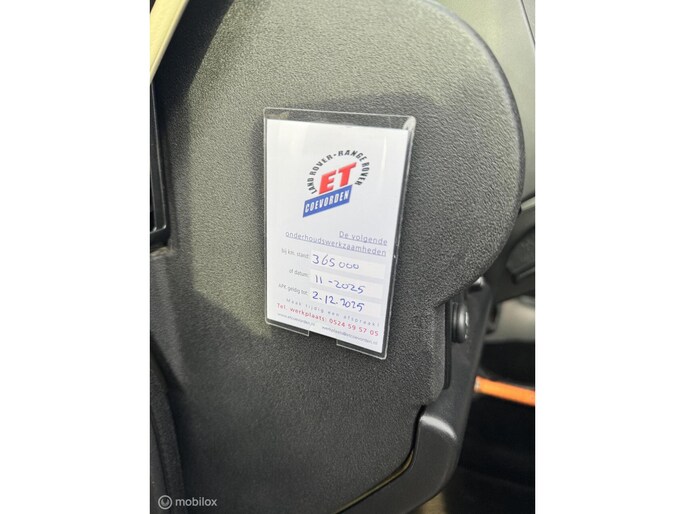 LAND ROVER - RANGE ROVER
ET
COEVORDEN
De volgende
onderhoudswerkzaamheden
bij km. stand: 365000
of datum: 11-2025
apk. geldig tot: 2.12.2025
Maak tijdig een afspraak!
Tel. werkplaats: 0524 59 57 05
mobilox